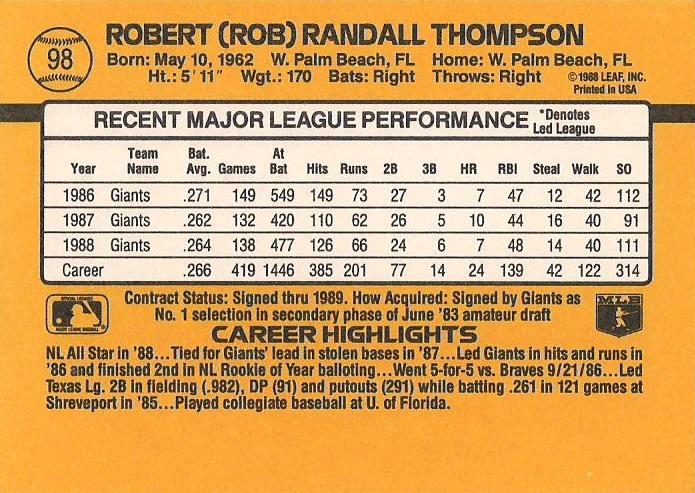 98
ROBERT (ROB) RANDALL THOMPSON
Born: May 10, 1962 W. Palm Beach, FL Home: W. Palm Beach, FL
Ht.: 5' 11" Wgt.: 170 Bats: Right Throws: Right ©1988 LEAF, INC.
Printed in USA
RECENT MAJOR LEAGUE PERFORMANCE *Denotes Led League
Year Team Name Bat. Avg. Games At Bat Hits Runs 2B 3B HR RBI Steal Walk SO
1986 Giants .271 149 549 149 73 27 3 7 47 12 42 112
1987 Giants .262 132 420 110 62 26 5 10 44 16 40 91
1988 Giants .264 138 477 126 66 24 6 7 48 14 40 111
Career .266 419 1446 385 201 77 14 24 139 42 122 314
OFFICIAL LICENSEE
MAJOR LEAGUE BASEBALL
Contract Status: Signed thru 1989. How Acquired: Signed by Giants as
No. 1 selection in secondary phase of June '83 amateur draft
MLB
CAREER HIGHLIGHTS
NL All Star in '88...Tied for Giants' lead in stolen bases in '87...Led Giants in hits and runs in
'86 and finished 2nd in NL Rookie of Year balloting...Went 5-for-5 vs. Braves 9/21/86...Led
Texas Lg. 2B in fielding (.982), DP (91) and putouts (291) while batting .261 in 121 games at
Shreveport in '85...Played collegiate baseball at U. of Florida.